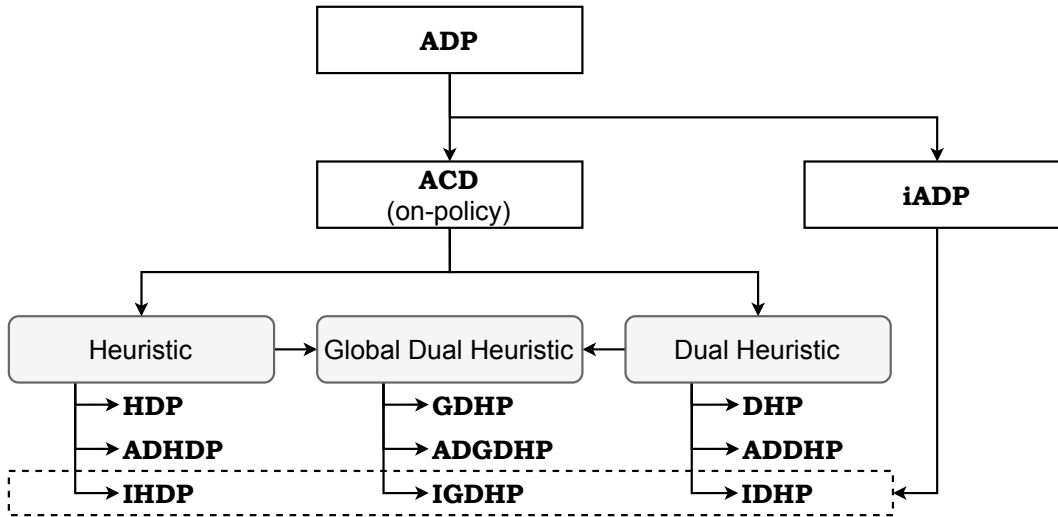 ADP
ACD
(on-policy)
iADP
Heuristic
Global Dual Heuristic
Dual Heuristic
HDP
GDHP
DHP
ADHDP
ADGDHP
ADDHP
IHDP
IGDHP
IDHP